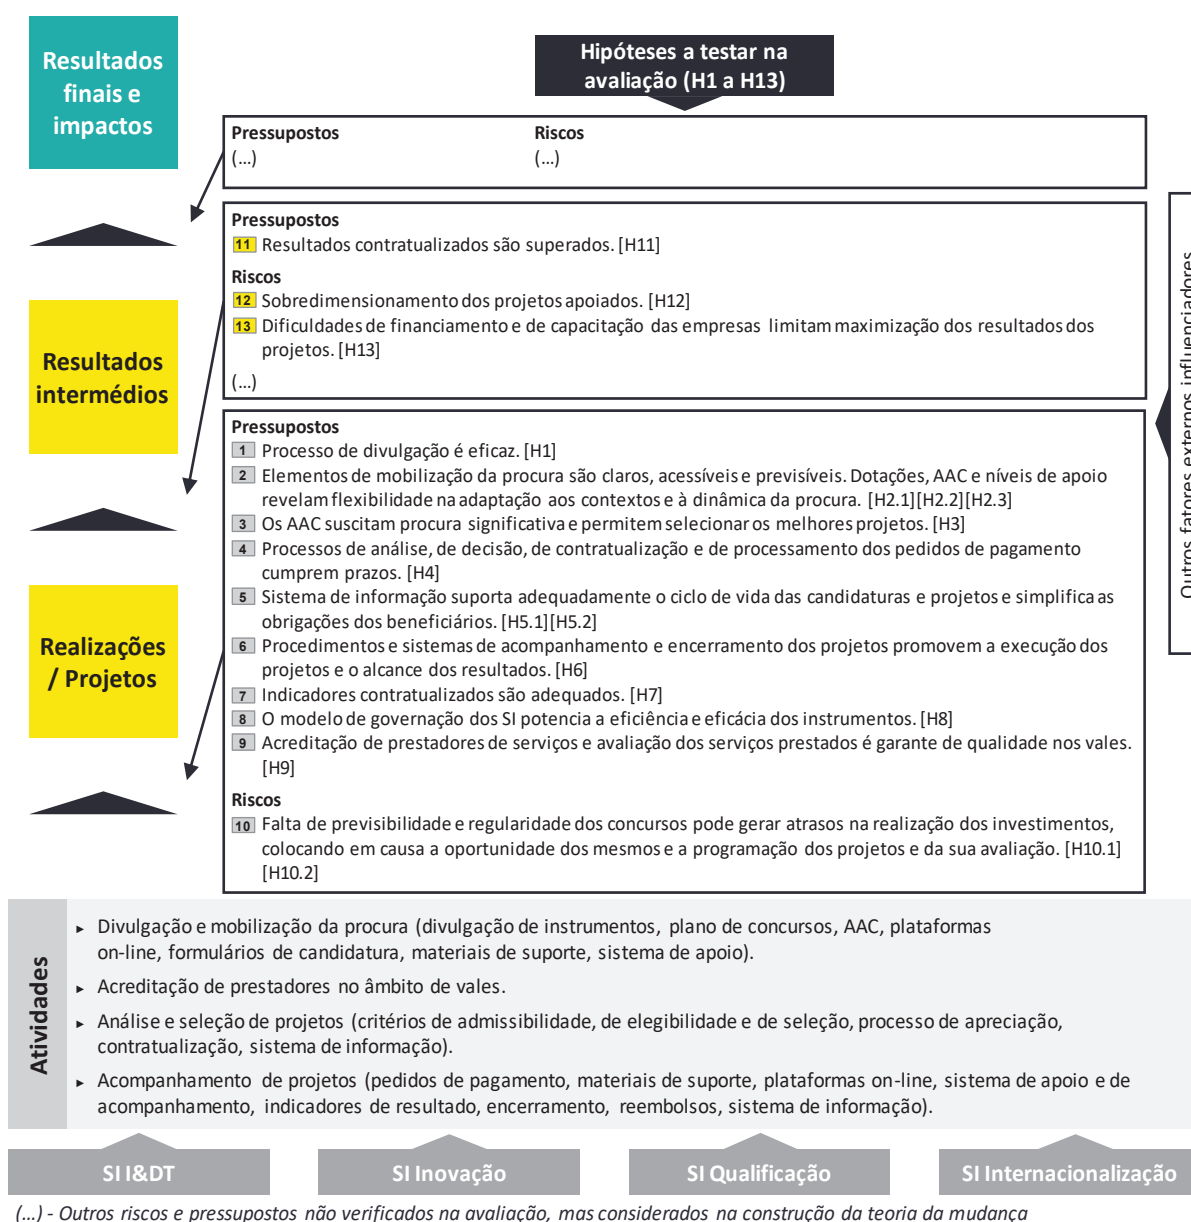 Resultados
finais e
impactos
Hipóteses a testar na
avaliação (H1 a H13)
Pressupostos
(...)
Riscos
(...)
Pressupostos
11 Resultados contratualizados são superados. [H11]
Riscos
12 Sobredimensionamento dos projetos apoiados. [H12]
13 Dificuldades de financiamento e de capacitação das empresas limitam maximização dos resultados dos
projetos. [H13]
(...)
Resultados
intermédios
Outros fatores externos influenciadores
Pressupostos
1 Processo de divulgação é eficaz. [H1]
2 Elementos de mobilização da procura são claros, acessíveis e previsíveis. Dotações, AAC e níveis de apoio
revelam flexibilidade na adaptação aos contextos e à dinâmica da procura. [H2.1][H2.2][H2.3]
3 Os AAC suscitam procura significativa e permitem selecionar os melhores projetos. [H3]
4 Processos de análise, de decisão, de contratualização e de processamento dos pedidos de pagamento
cumprem prazos. [H4]
5 Sistema de informação suporta adequadamente o ciclo de vida das candidaturas e projetos e simplifica as
obrigações dos beneficiários. [H5.1][H5.2]
6 Procedimentos e sistemas de acompanhamento e encerramento dos projetos promovem a execução dos
projetos e o alcance dos resultados. [H6]
7 Indicadores contratualizados são adequados. [H7]
8 O modelo de governação dos SI potencia a eficiência e eficácia dos instrumentos. [H8]
9 Acreditação de prestadores de serviços e avaliação dos serviços prestados é garante de qualidade nos vales.
[H9]
Riscos
10 Falta de previsibilidade e regularidade dos concursos pode gerar atrasos na realização dos investimentos,
colocando em causa a oportunidade dos mesmos e a programação dos projetos e da sua avaliação. [H10.1]
[H10.2]
Realizações
/ Projetos
Atividades
► Divulgação e mobilização da procura (divulgação de instrumentos, plano de concursos, AAC, plataformas
on-line, formulários de candidatura, materiais de suporte, sistema de apoio).
► Acreditação de prestadores no âmbito de vales.
► Análise e seleção de projetos (critérios de admissibilidade, de elegibilidade e de seleção, processo de apreciação,
contratualização, sistema de informação).
► Acompanhamento de projetos (pedidos de pagamento, materiais de suporte, plataformas on-line, sistema de apoio e de
acompanhamento, indicadores de resultado, encerramento, reembolsos, sistema de informação).
SI I&DT
SI Inovação
SI Qualificação
SI Internacionalização
(...) - Outros riscos e pressupostos não verificados na avaliação, mas considerados na construção da teoria da mudança